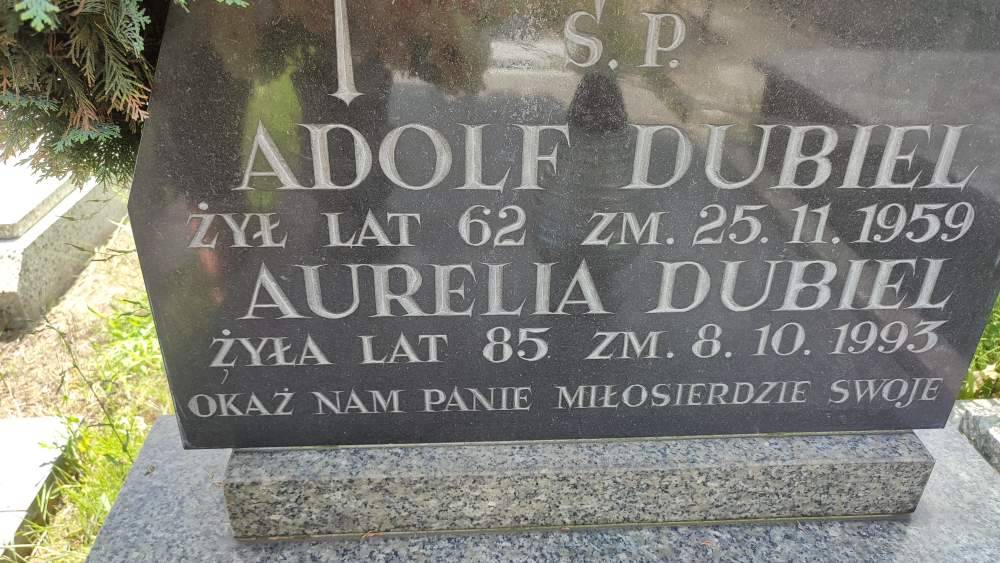 Ś. P.
ADOLF DUBIEL
ŻYŁ LAT 62 ZM. 25. 11. 1959
AURELIA DUBIEL
ŻYŁA LAT 85 ZM. 8. 10. 1993
OKAŻ NAM PANIE MIŁOSIERDZIE SWOJE